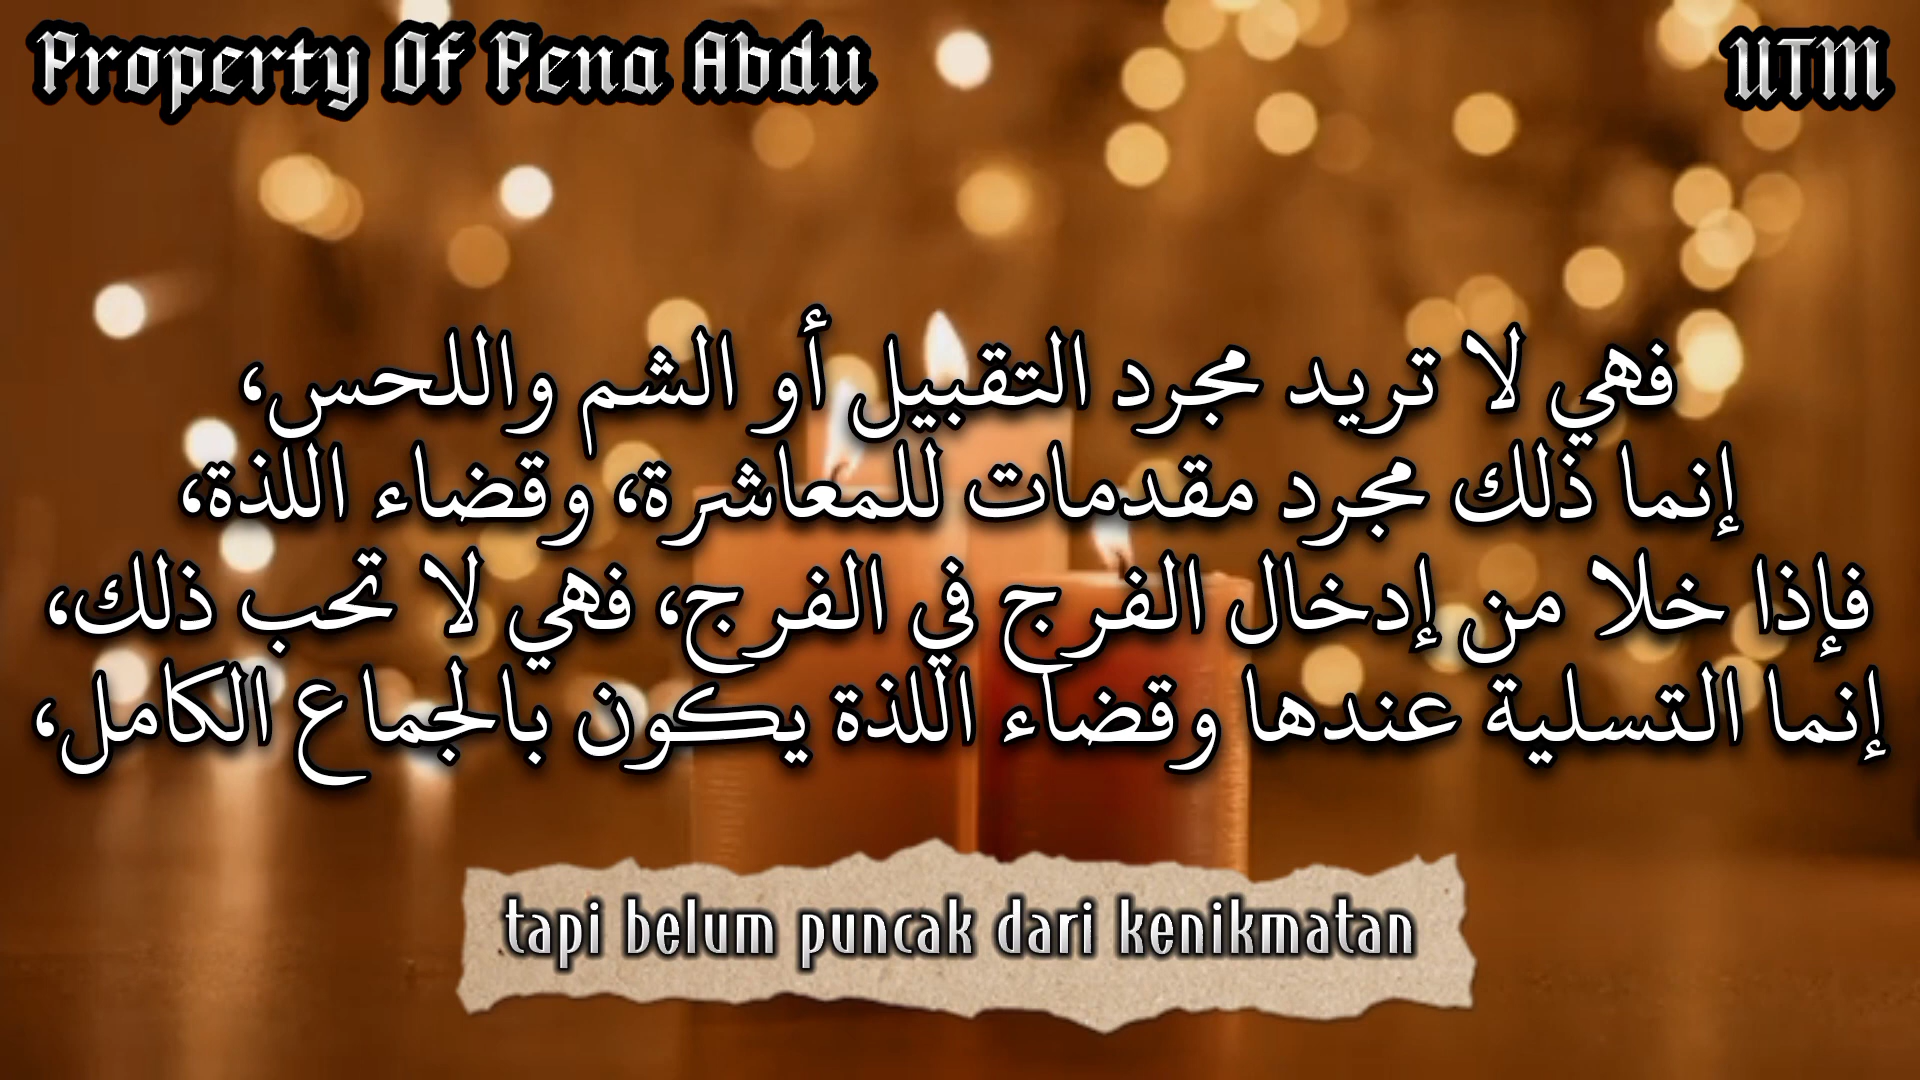 Property Of Pena Abdu
UTM
فهي لا تريد مجرد التقبيل أو الشم واللحس،
إنما ذلك مجرد مقدمات للمعاشرة، وقضاء اللذة،
فإذا خلا من إدخال الفرج في الفرج، فهي لا تحب ذلك،
إنما التسلية عندها وقضاء اللذة يكون بالجماع الكامل،
tapi belum puncak dari kenikmatan